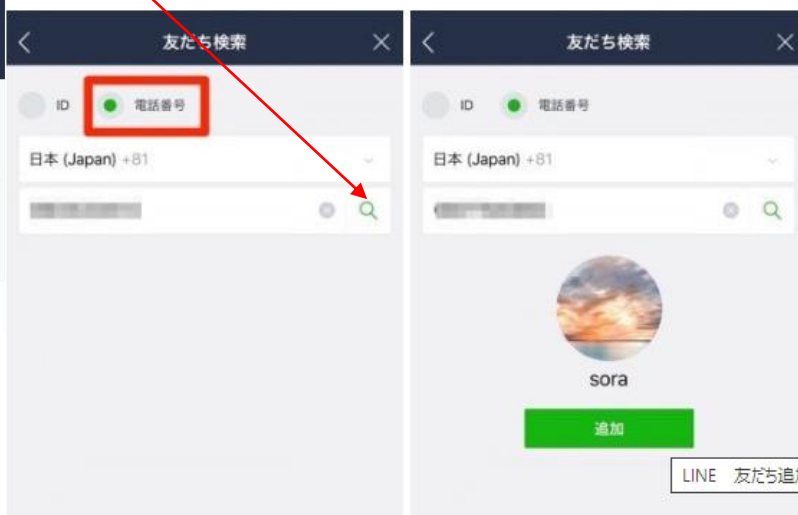 友だち検索
ID 電話番号
日本 (Japan) +81
友だち検索
ID 電話番号
日本 (Japan) +81
sora
追加
LINE 友だち追